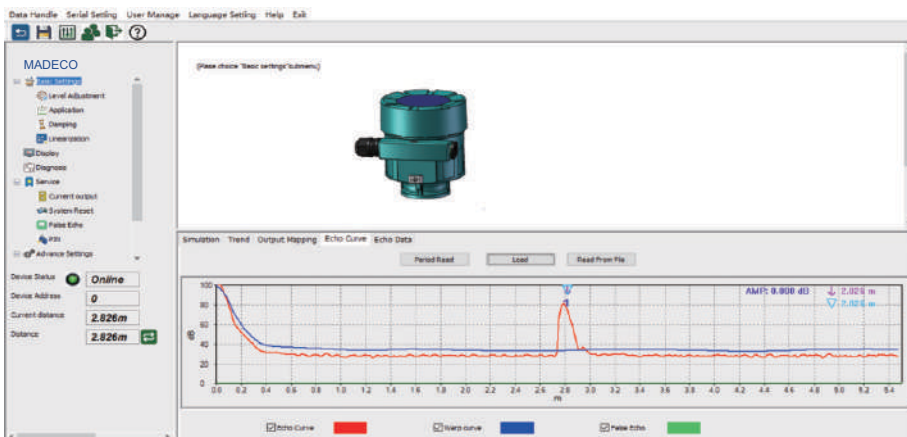 Data Handle Serial Setting User Manage Language Setting Help Exit
MADECO
Basic Settings
Level Adjustment
Application
Damping
Linearization
Display
Diagnosis
Service
Current output
System Reset
False Echo
Advance Settings
(Please choice "Basic settings"submenu)
Simulation Trend Output Mapping Echo Curve Echo Data
Period Read Load Read From File
Device Status Online
Device Address 0
Current distance 2.826m
Distance 2.826m
AMP: 0.000 dB 2.826 m
2.826 m
100
80
60
40
20
0
dB
0.0 0.2 0.4 0.6 0.8 1.0 1.2 1.4 1.6 1.8 2.0 2.2 2.4 2.6 2.8 3.0 3.2 3.4 3.6 3.8 4.0 4.2 4.4 4.6 4.8 5.0 5.2 5.4
m
Echo Curve Warp curve False Echo